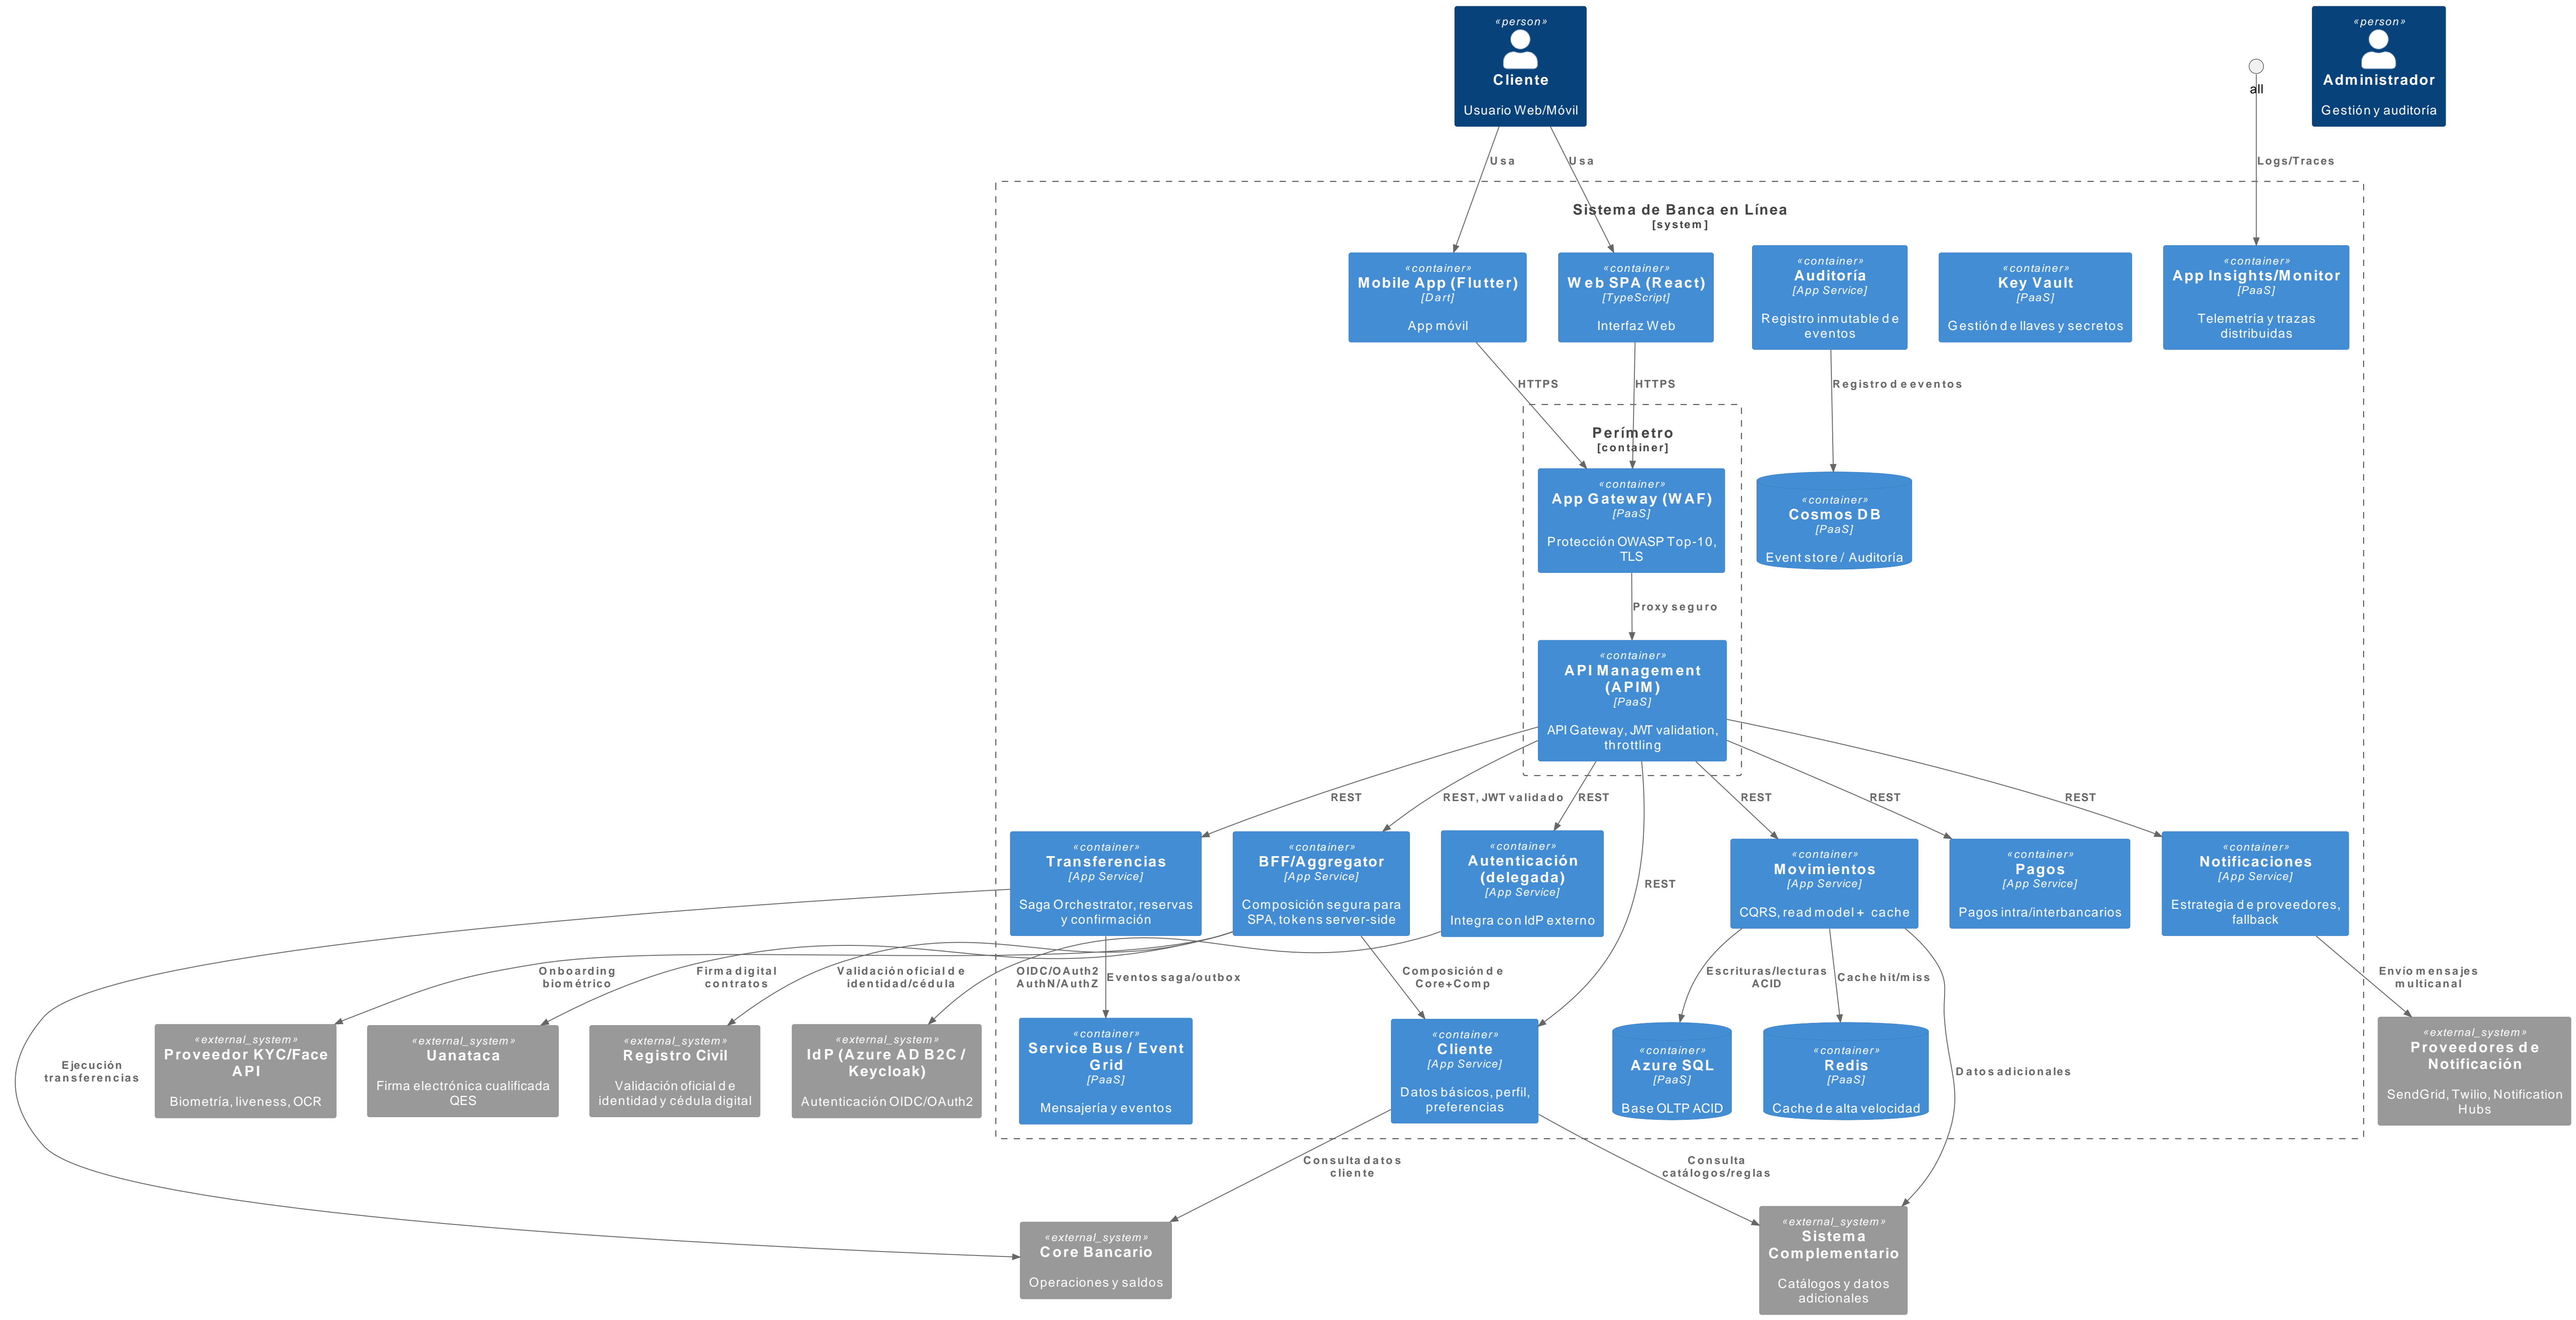 «person»
Cliente
Usuario Web/Móvil
«person»
Administrador
Gestión y auditoría
all
Usa
Usa
Logs/Traces
Sistema de Banca en Línea
[system]
«container»
Mobile App (Flutter)
[Dart]
App móvil
«container»
Web SPA (React)
[TypeScript]
Interfaz Web
«container»
Auditoría
[App Service]
Registro inmutable de
eventos
«container»
Key Vault
[PaaS]
Gestión de llaves y secretos
«container»
App Insights/Monitor
[PaaS]
Telemetría y trazas
distribuidas
HTTPS
HTTPS
Registro de eventos
Perímetro
[container]
«container»
App Gateway (WAF)
[PaaS]
Protección OWASP Top-10,
TLS
«container»
Cosmos DB
[PaaS]
Event store / Auditoría
Proxy seguro
«container»
API Management
(APIM)
[PaaS]
API Gateway, JWT validation,
throttling
REST
REST, JWT validado
REST
REST
REST
REST
REST
«container»
Transferencias
[App Service]
Saga Orchestrator, reservas
y confirmación
«container»
BFF/Aggregator
[App Service]
Composición segura para
SPA, tokens server-side
«container»
Autenticación
(delegada)
[App Service]
Integra con IdP externo
«container»
Movimientos
[App Service]
CQRS, read model + cache
«container»
Pagos
[App Service]
Pagos intra/interbancarios
«container»
Notificaciones
[App Service]
Estrategia de proveedores,
fallback
Onboarding
biométrico
Firma digital
contratos
Validación oficial de
identidad/cédula
OIDC/OAuth2
AuthN/AuthZ
Eventos saga/outbox
Composición de
Core+Comp
Escrituras/lecturas
ACID
Cache hit/miss
Envío mensajes
multicanal
Ejecución
transferencias
«external_system»
Proveedor KYC/Face
API
Biometría, liveness, OCR
«external_system»
Uanataca
Firma electrónica cualificada
QES
«external_system»
Registro Civil
Validación oficial de
identidad y cédula digital
«external_system»
IdP (Azure AD B2C /
Keycloak)
Autenticación OIDC/OAuth2
«container»
Service Bus / Event
Grid
[PaaS]
Mensajería y eventos
«container»
Cliente
[App Service]
Datos básicos, perfil,
preferencias
«container»
Azure SQL
[PaaS]
Base OLTP ACID
«container»
Redis
[PaaS]
Cache de alta velocidad
Datos adicionales
«external_system»
Proveedores de
Notificación
SendGrid, Twilio, Notification
Hubs
Consulta datos
cliente
Consulta
catálogos/reglas
«external_system»
Core Bancario
Operaciones y saldos
«external_system»
Sistema
Complementario
Catálogos y datos
adicionales